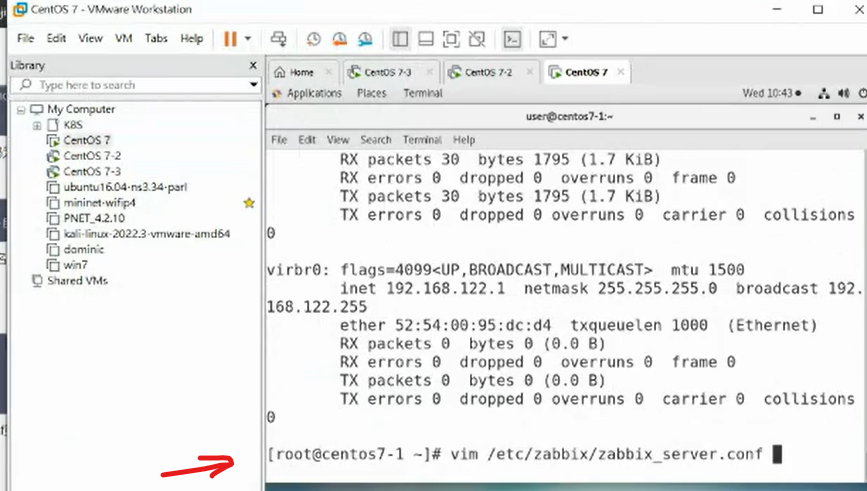 CentOS 7 - VMware Workstation
File Edit View VM Tabs Help
Library
Type here to search
My Computer
K8S
CentOS 7
CentOS 7-2
CentOS 7-3
ubuntu16.04-ns3.34-parl
mininet-wifip4
PNET_4.2.10
kali-linux-2022.3-vmware-amd64
dominic
win7
Shared VMs
Home CentOS 7-3 CentOS 7-2 CentOS 7
Applications Places Terminal Wed 10:43
user@centos7-1:~
File Edit View Search Terminal Help
RX packets 30 bytes 1795 (1.7 KiB)
RX errors 0 dropped 0 overruns 0 frame 0
TX packets 30 bytes 1795 (1.7 KiB)
TX errors 0 dropped 0 overruns 0 carrier 0 collisions
0
virbr0: flags=4099<UP,BROADCAST,MULTICAST> mtu 1500
inet 192.168.122.1 netmask 255.255.255.0 broadcast 192.
168.122.255
ether 52:54:00:95:dc:d4 txqueuelen 1000 (Ethernet)
RX packets 0 bytes 0 (0.0 B)
RX errors 0 dropped 0 overruns 0 frame 0
TX packets 0 bytes 0 (0.0 B)
TX errors 0 dropped 0 overruns 0 carrier 0 collisions
0
[root@centos7-1 ~]# vim /etc/zabbix/zabbix_server.conf